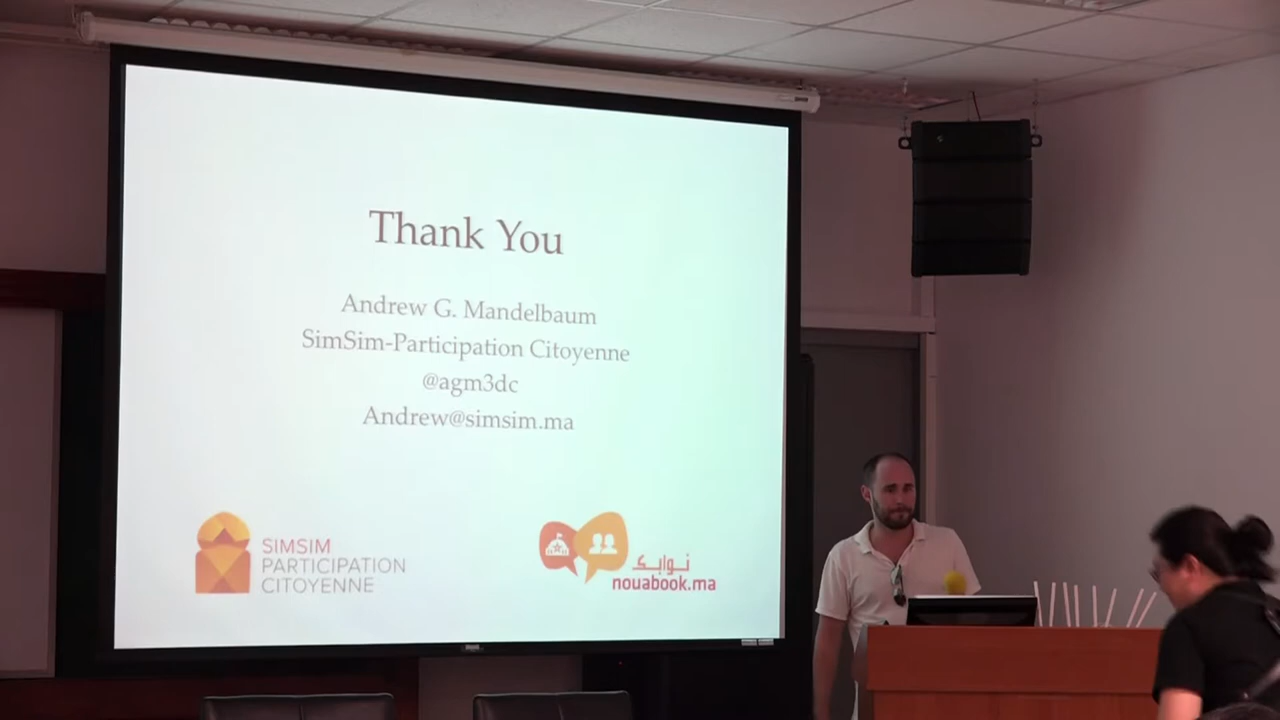 Thank You
Andrew G. Mandelbaum
SimSim-Participation Citoyenne
@agm3dc
Andrew@simsim.ma
SIMSIM
PARTICIPATION
CITOYENNE
نوابك
nouabook.ma